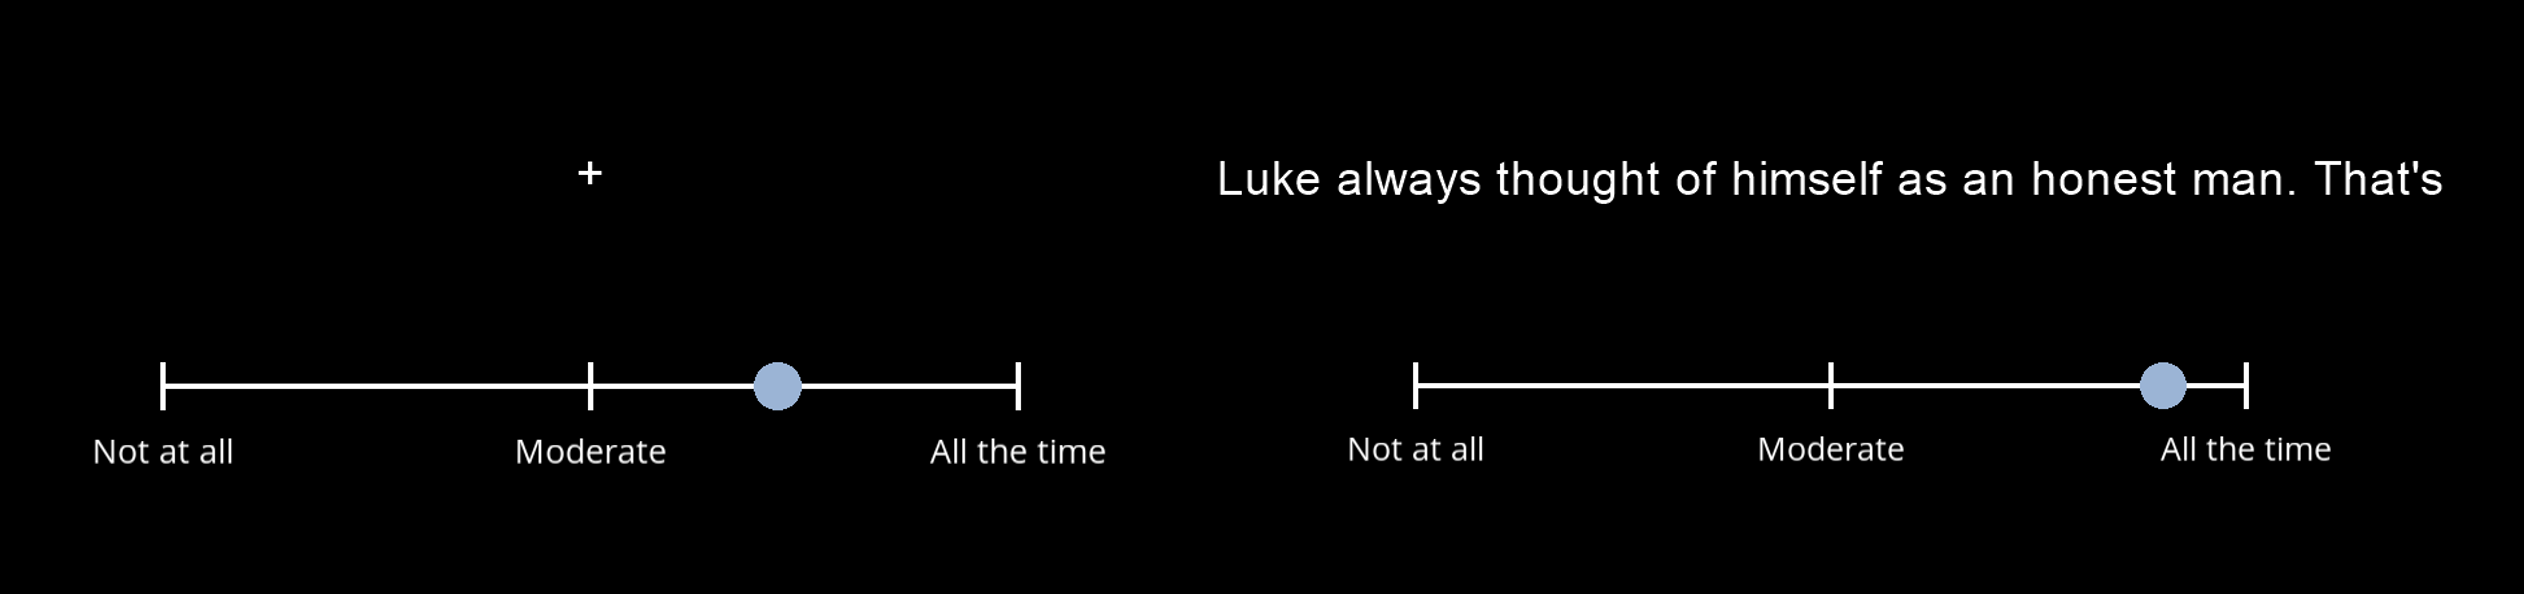 +
Luke always thought of himself as an honest man. That's
Not at all Moderate All the time
Not at all Moderate All the time